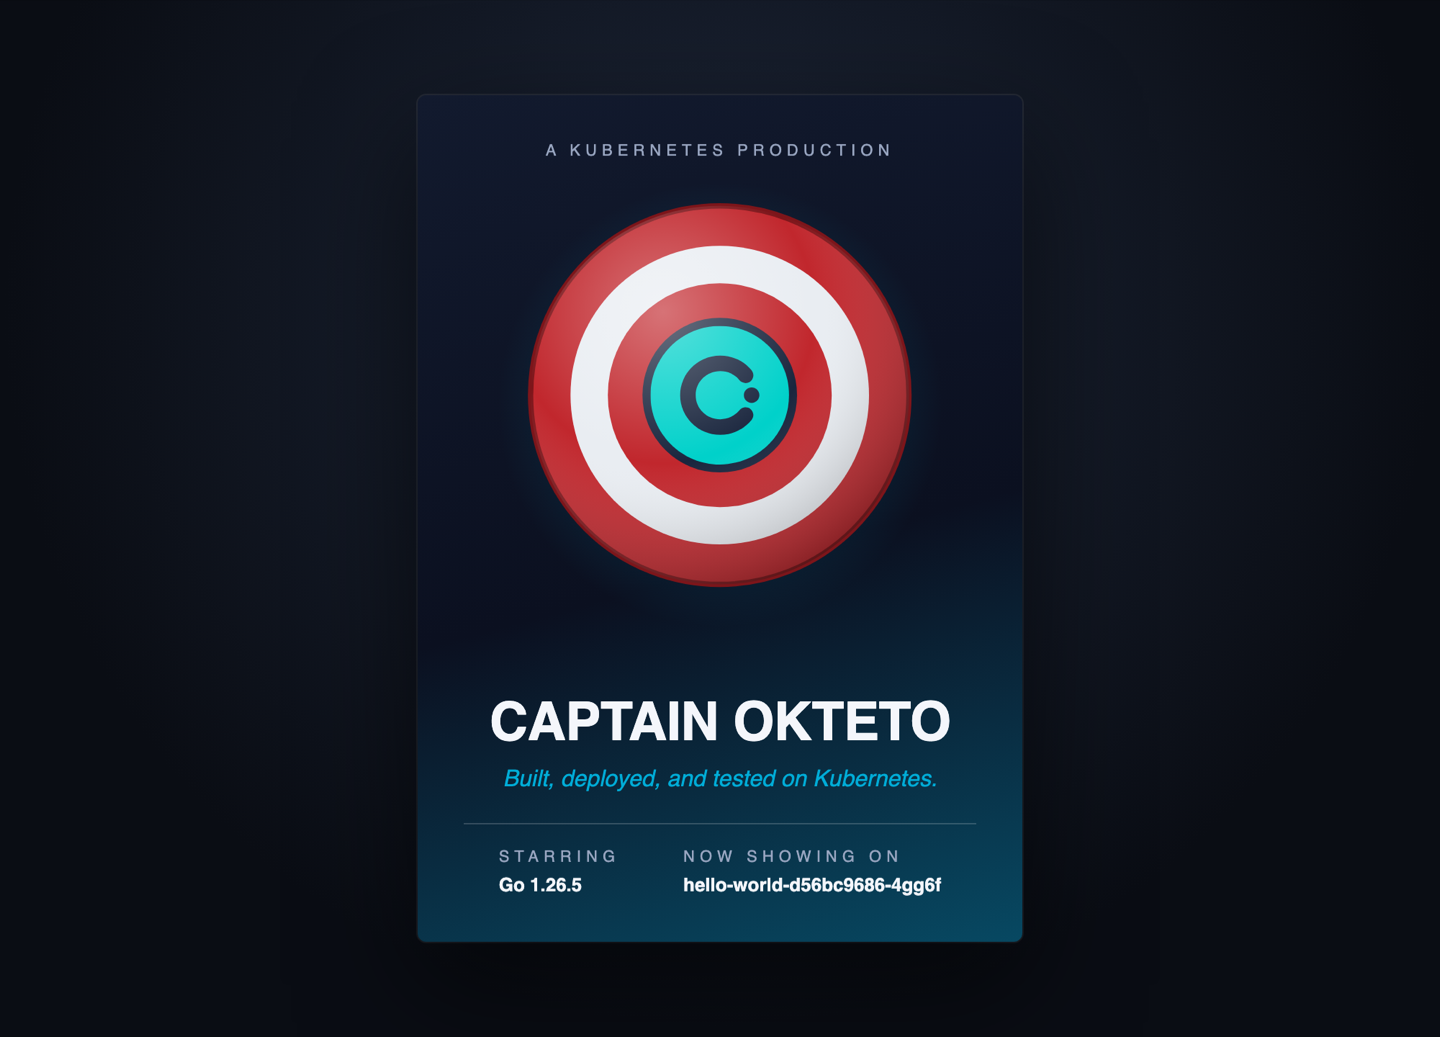 A KUBERNETES PRODUCTION
CAPTAIN OKTETO
Built, deployed, and tested on Kubernetes.
STARRING
Go 1.26.5
NOW SHOWING ON
hello-world-d56bc9686-4gg6f